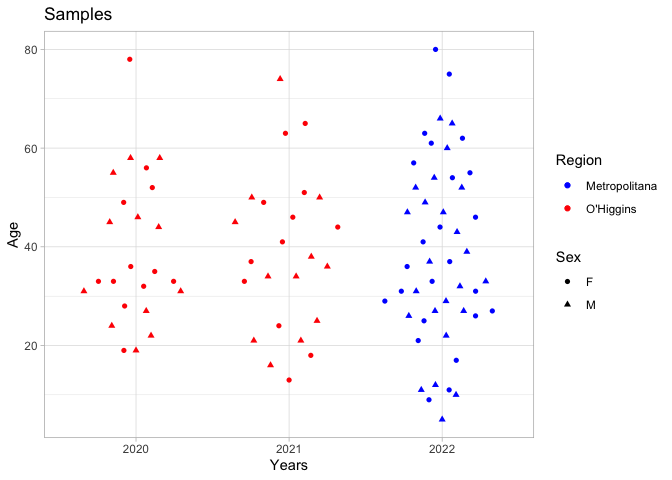 Samples
80
60
40
20
Age
2020
2021
2022
Years
Region
Metropolitana
O'Higgins
Sex
F
M